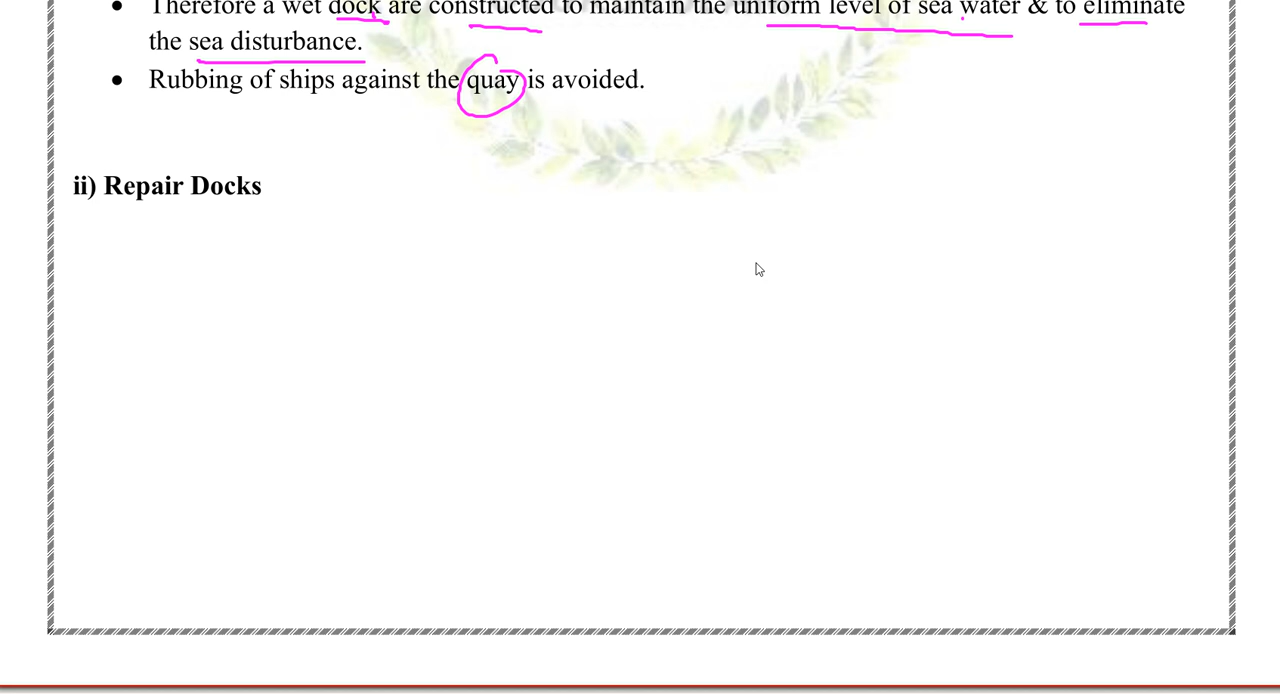 • Therefore a wet dock are constructed to maintain the uniform level of sea water & to eliminate
the sea disturbance.
• Rubbing of ships against the quay is avoided.
ii) Repair Docks